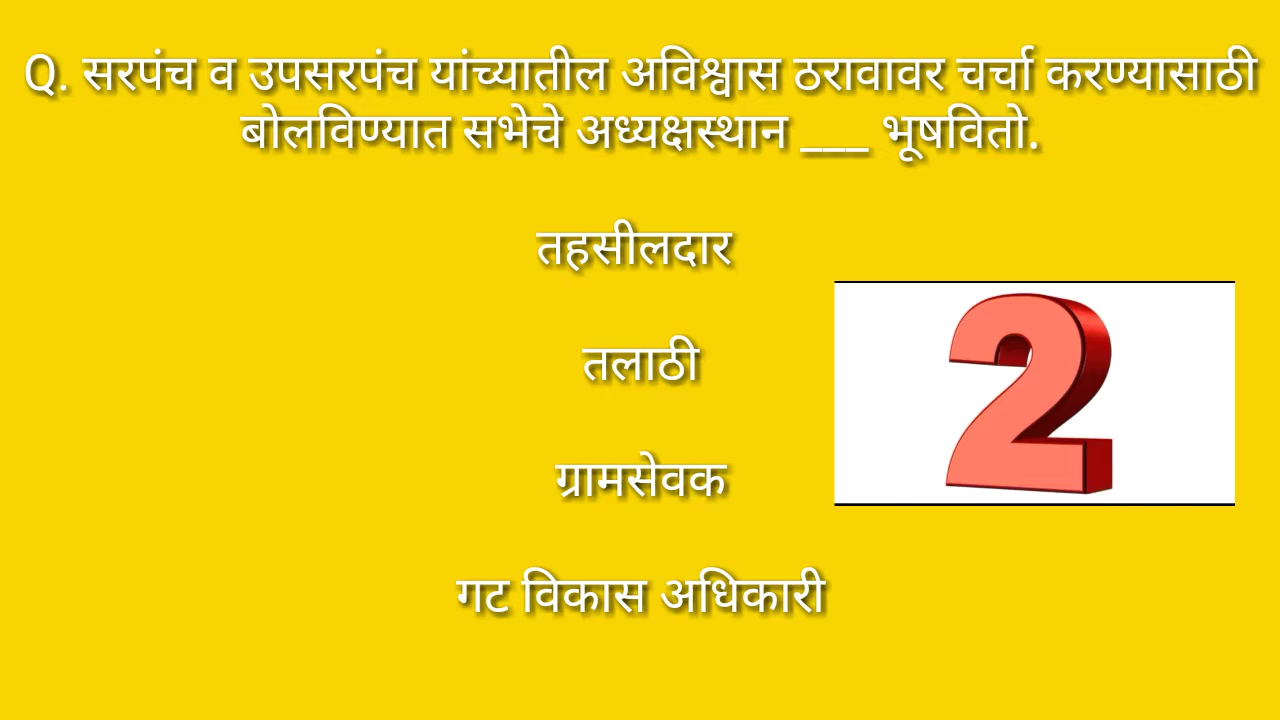 Q. सरपंच व उपसरपंच यांच्यातील अविश्वास ठरावावर चर्चा करण्यासाठी
बोलविण्यात सभेचे अध्यक्षस्थान ___ भूषवितो.
तहसीलदार
तलाठी
2
ग्रामसेवक
गट विकास अधिकारी